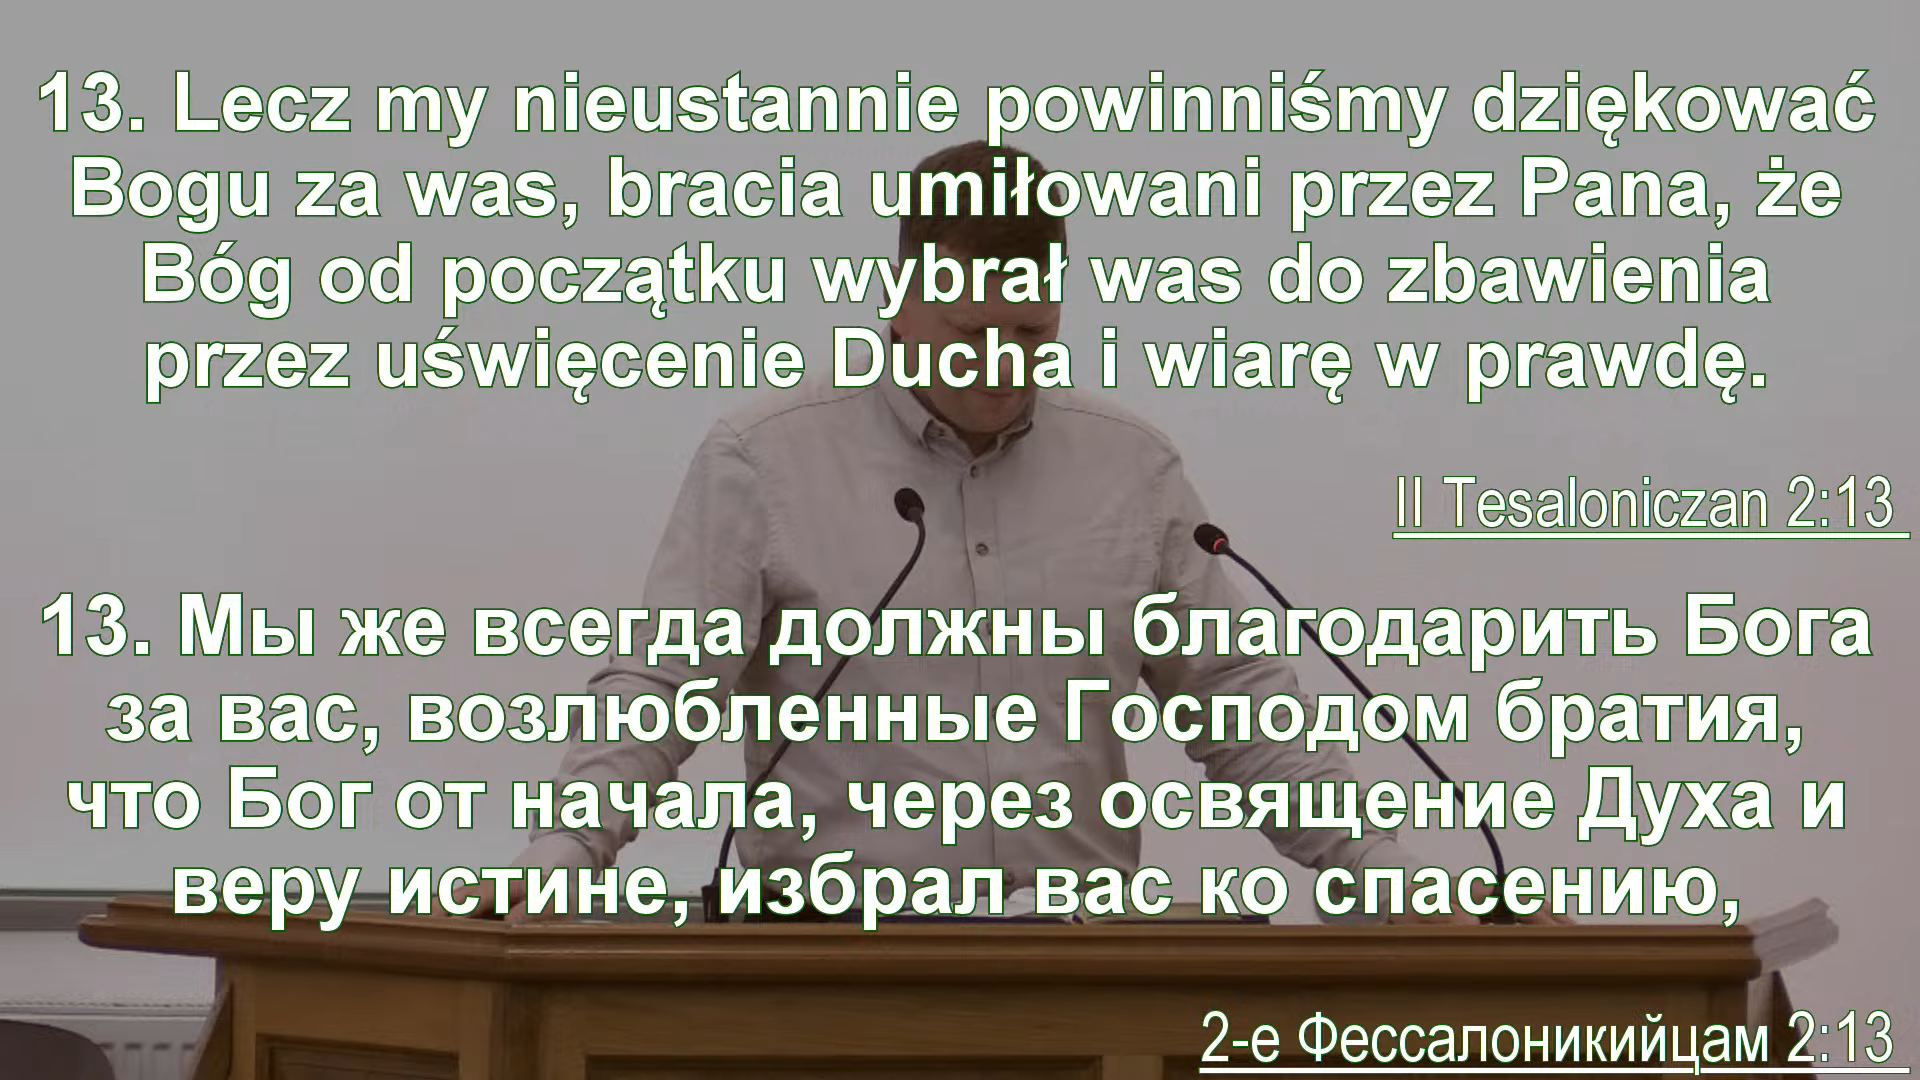 13. Lecz my nieustannie powinniśmy dziękować
Bogu za was, bracia umiłowani przez Pana, że
Bóg od początku wybrał was do zbawienia
przez uświęcenie Ducha i wiarę w prawdę.
II Tesaloniczan 2:13
13. Мы же всегда должны благодарить Бога
за вас, возлюбленные Господом братия,
что Бог от начала, через освящение Духа и
веру истине, избрал вас ко спасению,
2-е Фессалоникийцам 2:13